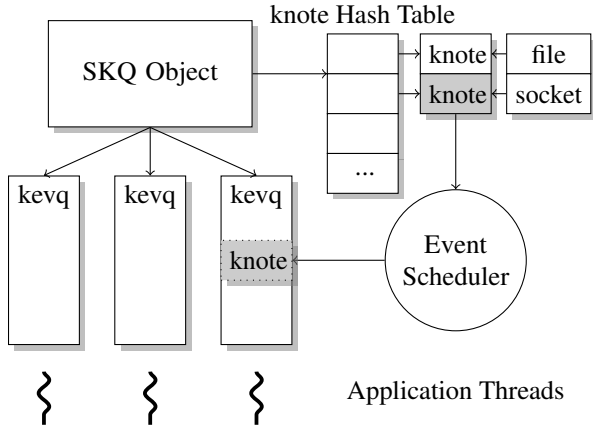 knote Hash Table
SKQ Object
knote
file
knote
socket
...
kevq
kevq
kevq
knote
Event
Scheduler
Application Threads